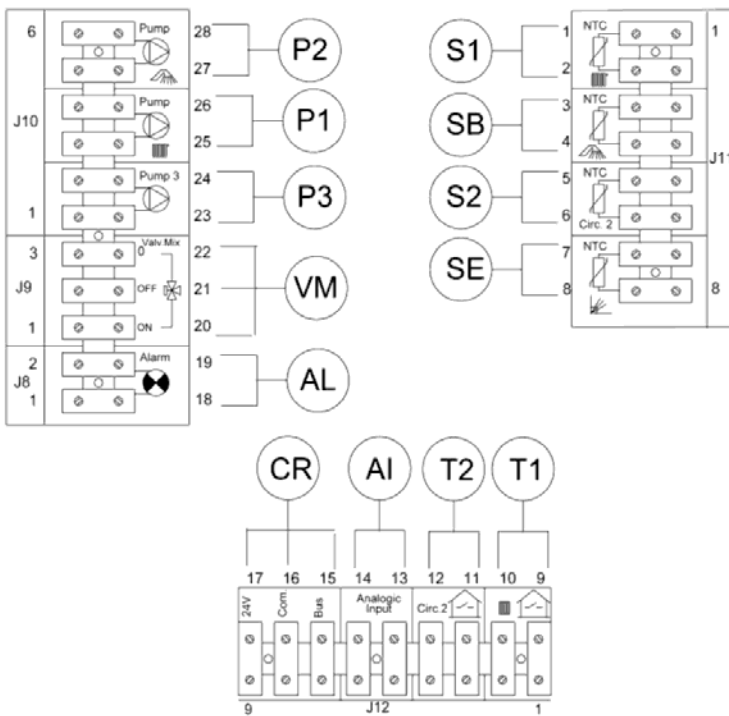 6 Pump 28
27
P2
Pump 26
J10 25
P1
Pump 3 24
1 23
P3
3 Valv.Mix 22
0
J9 OFF 21
VM
1 ON 20
2 Alarm 19
J8
AL
1 18
S1
1 NTC 1
2
SB
3 NTC
4
J11
S2
5 NTC
6 Circ. 2
SE
7 NTC
8 8
CR AI T2 T1
17 16 15 14 13 12 11 10 9
24V Com. Bus Analogic Input Circ.2
9 J12 1